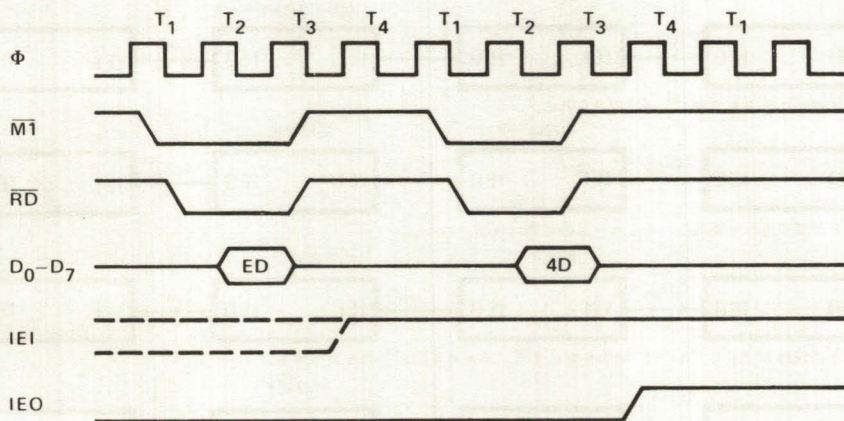 T1 T2 T3 T4 T1 T2 T3 T4 T1
Φ
M1
RD
D0–D7 ED 4D
IEI
IEO